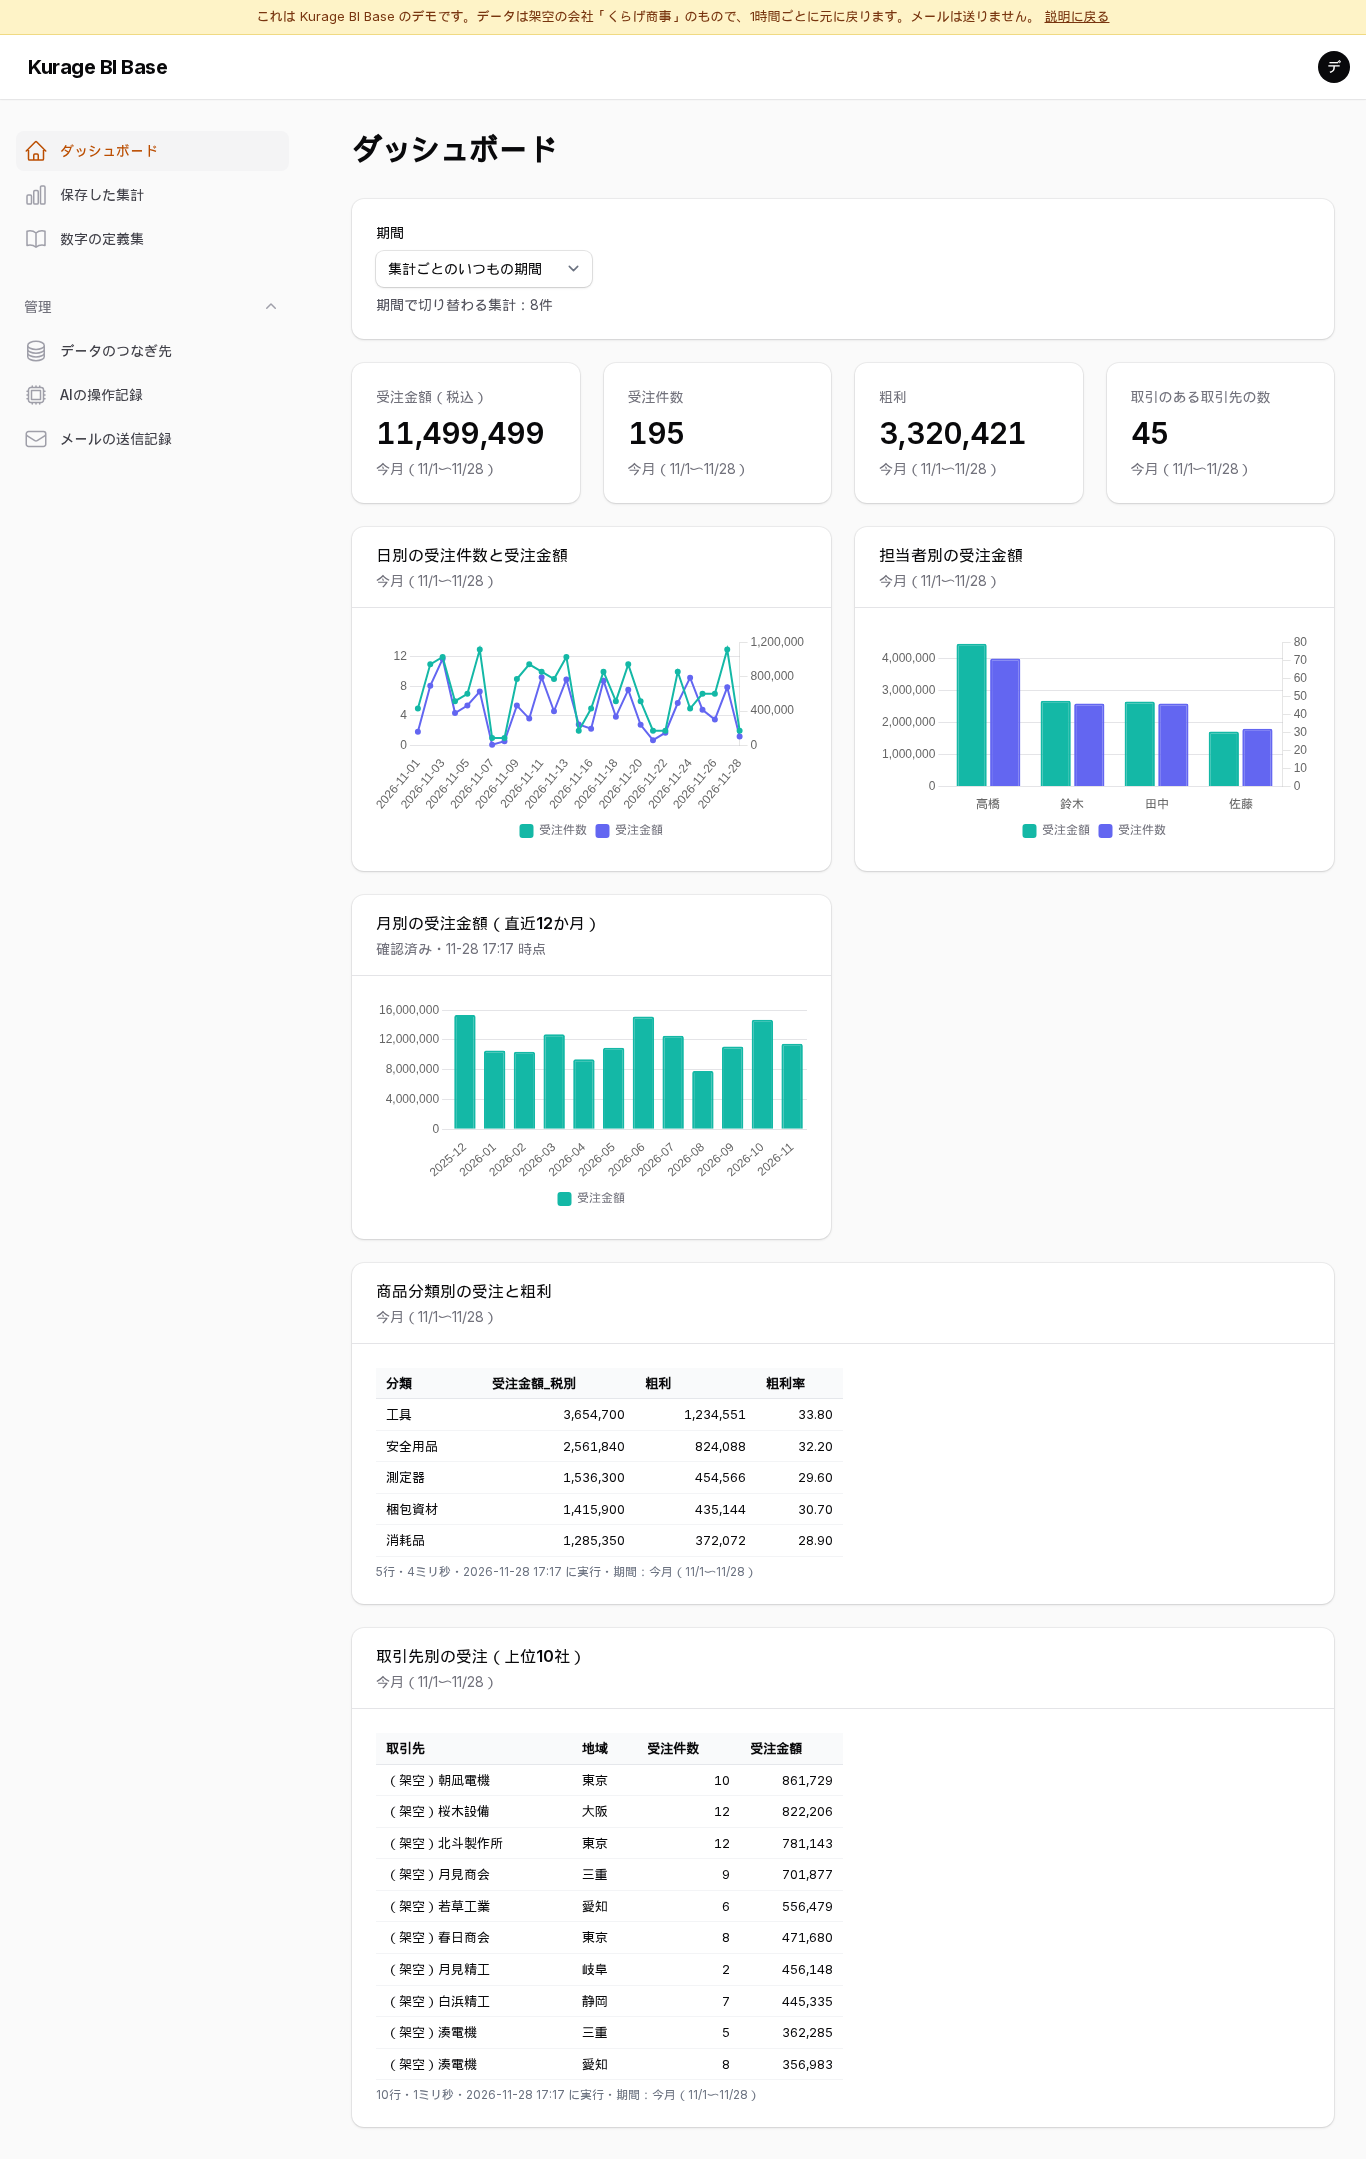 これは Kurage BI Base のデモです。データは架空の会社「くらげ商事」のもので、1時間ごとに元に戻ります。メールは送りません。 説明に戻る
Kurage BI Base
デ
ダッシュボード
保存した集計
数字の定義集
管理
データのつなぎ先
AIの操作記録
メールの送信記録
ダッシュボード
期間
集計ごとのいつもの期間
期間で切り替わる集計：8件
受注金額（税込）
11,499,499
今月（11/1〜11/28）
受注件数
195
今月（11/1〜11/28）
粗利
3,320,421
今月（11/1〜11/28）
取引のある取引先の数
45
今月（11/1〜11/28）
日別の受注件数と受注金額
今月（11/1〜11/28）
12
8
4
0
1,200,000
800,000
400,000
0
2026-11-01
2026-11-03
2026-11-05
2026-11-07
2026-11-09
2026-11-11
2026-11-13
2026-11-16
2026-11-18
2026-11-20
2026-11-22
2026-11-24
2026-11-26
2026-11-28
受注件数 受注金額
担当者別の受注金額
今月（11/1〜11/28）
4,000,000
3,000,000
2,000,000
1,000,000
0
80
70
60
50
40
30
20
10
0
高橋 鈴木 田中 佐藤
受注金額 受注件数
月別の受注金額（直近12か月）
確認済み・11-28 17:17 時点
16,000,000
12,000,000
8,000,000
4,000,000
0
2025-12
2026-01
2026-02
2026-03
2026-04
2026-05
2026-06
2026-07
2026-08
2026-09
2026-10
2026-11
受注金額
商品分類別の受注と粗利
今月（11/1〜11/28）
分類 受注金額_税別 粗利 粗利率
工具 3,654,700 1,234,551 33.80
安全用品 2,561,840 824,088 32.20
測定器 1,536,300 454,566 29.60
梱包資材 1,415,900 435,144 30.70
消耗品 1,285,350 372,072 28.90
5行・4ミリ秒・2026-11-28 17:17 に実行・期間：今月（11/1〜11/28）
取引先別の受注（上位10社）
今月（11/1〜11/28）
取引先 地域 受注件数 受注金額
（架空）朝凪電機 東京 10 861,729
（架空）桜木設備 大阪 12 822,206
（架空）北斗製作所 東京 12 781,143
（架空）月見商会 三重 9 701,877
（架空）若草工業 愛知 6 556,479
（架空）春日商会 東京 8 471,680
（架空）月見精工 岐阜 2 456,148
（架空）白浜精工 静岡 7 445,335
（架空）湊電機 三重 5 362,285
（架空）湊電機 愛知 8 356,983
10行・1ミリ秒・2026-11-28 17:17 に実行・期間：今月（11/1〜11/28）